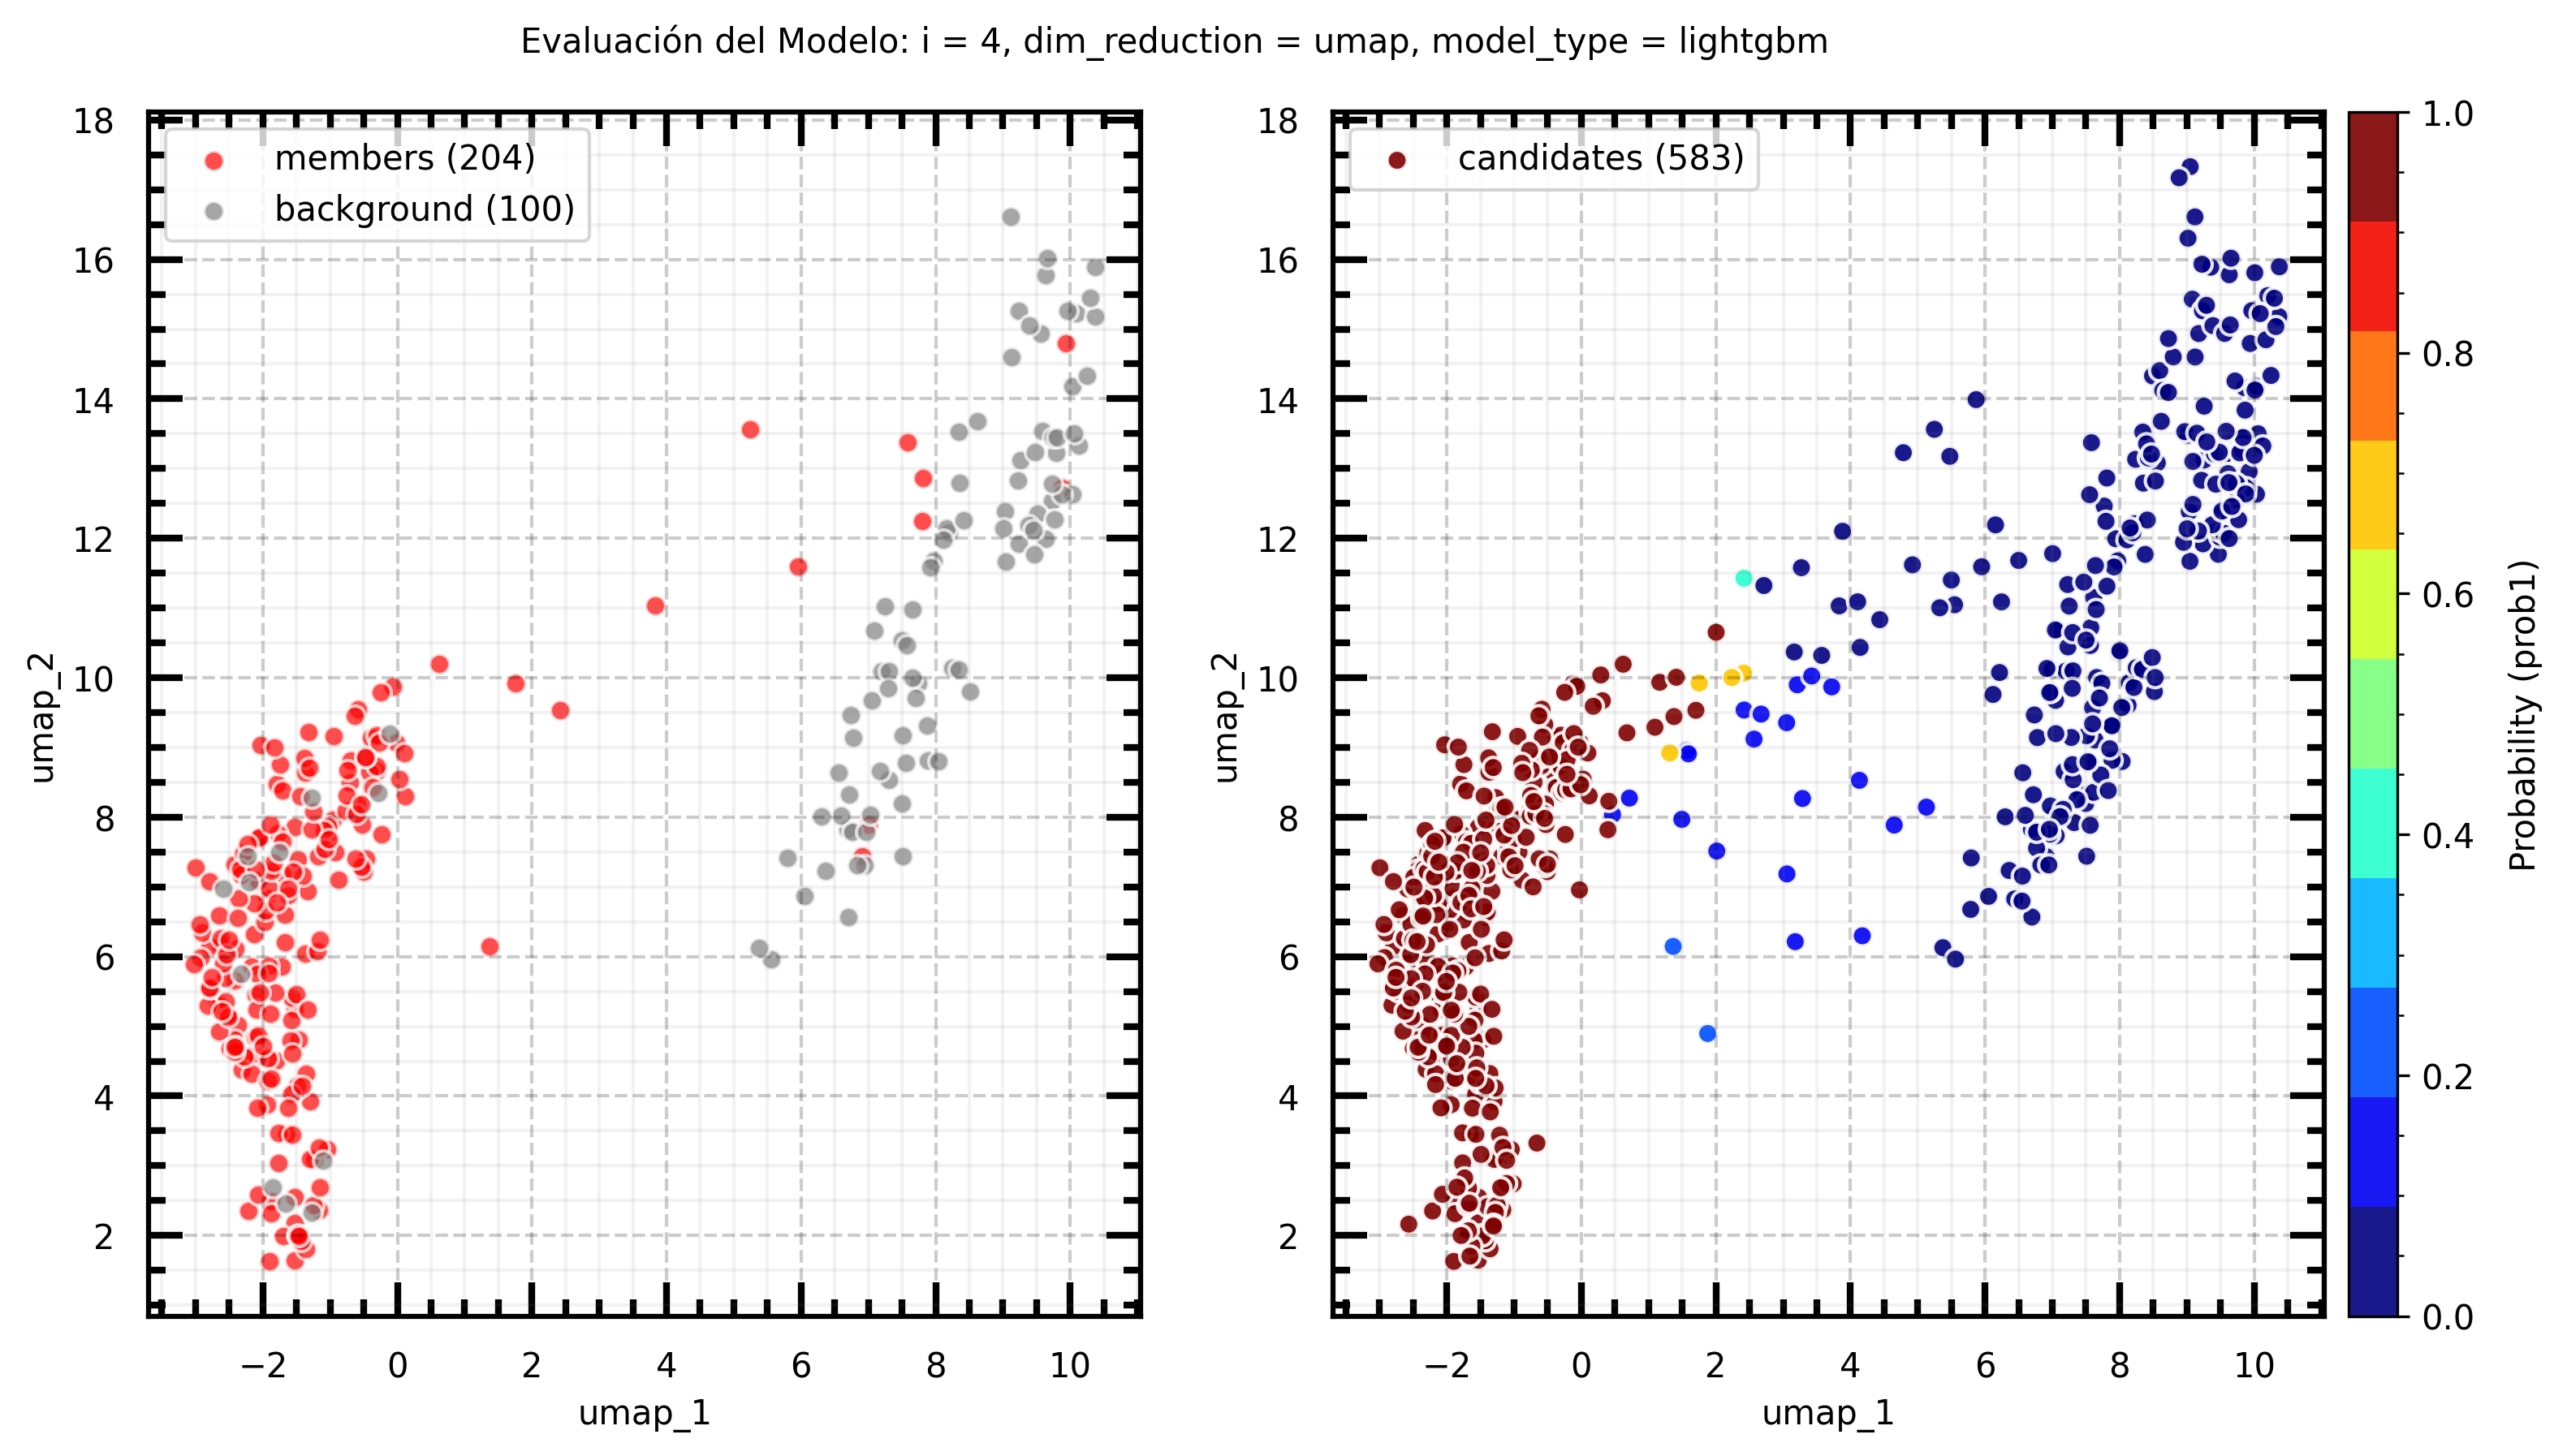 Evaluación del Modelo: i = 4, dim_reduction = umap, model_type = lightgbm
members (204)
background (100)
18
16
14
12
10
8
6
4
2
umap_2
−2 0 2 4 6 8 10
umap_1
candidates (583)
18
16
14
12
10
8
6
4
2
umap_2
−2 0 2 4 6 8 10
umap_1
1.0
0.8
0.6
0.4
0.2
0.0
Probability (prob1)